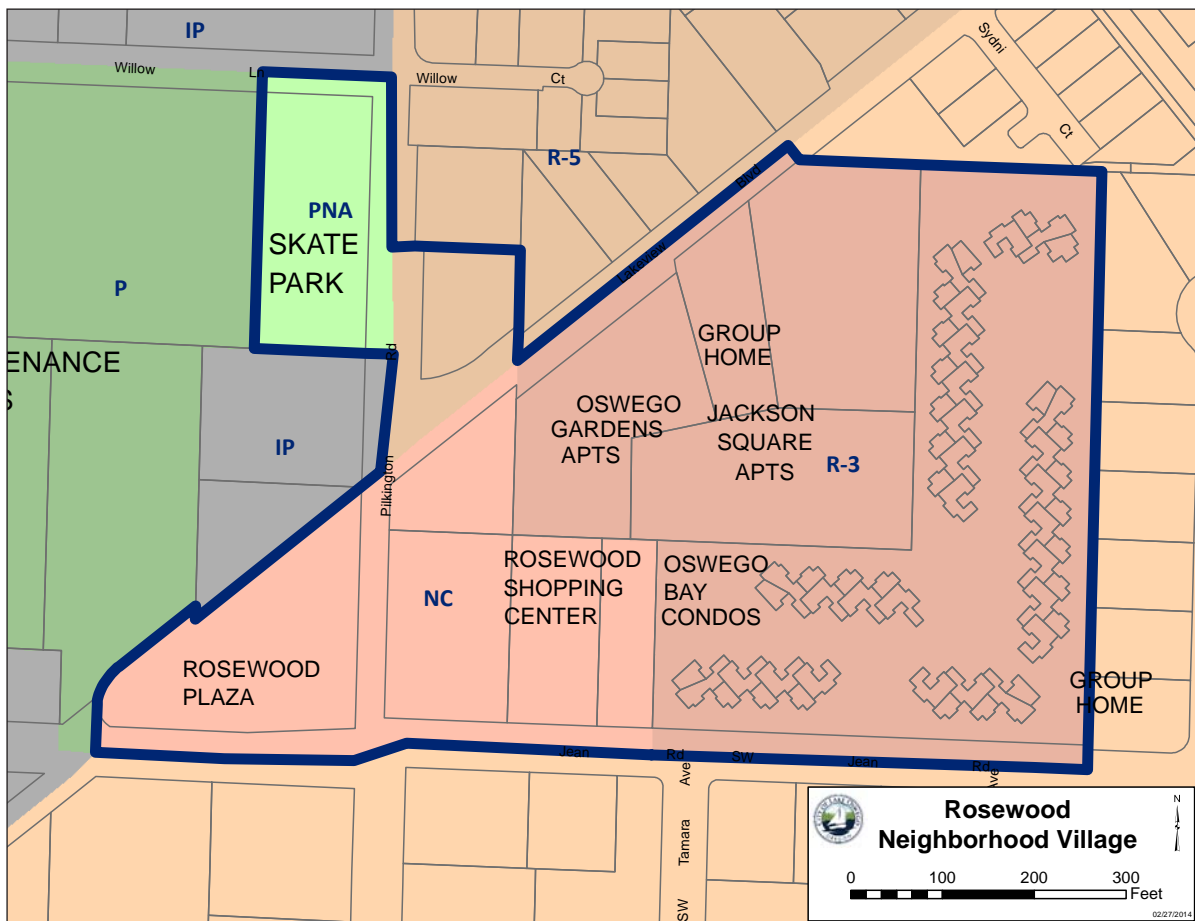 IP
Willow Ln
Willow Ct
Sydni Ct
R-5
Blvd
Lakeview
PNA
SKATE
PARK
P
ENANCE
S
Rd
Pilkington
IP
GROUP
HOME
OSWEGO
GARDENS
APTS
JACKSON
SQUARE
APTS
R-3
NC
ROSEWOOD
SHOPPING
CENTER
OSWEGO
BAY
CONDOS
ROSEWOOD
PLAZA
GROUP
HOME
Jean Rd SW Jean Rd
Ave
Ave
Tamara
SW
Rosewood
Neighborhood Village
N
0 100 200 300
Feet
02/27/2014